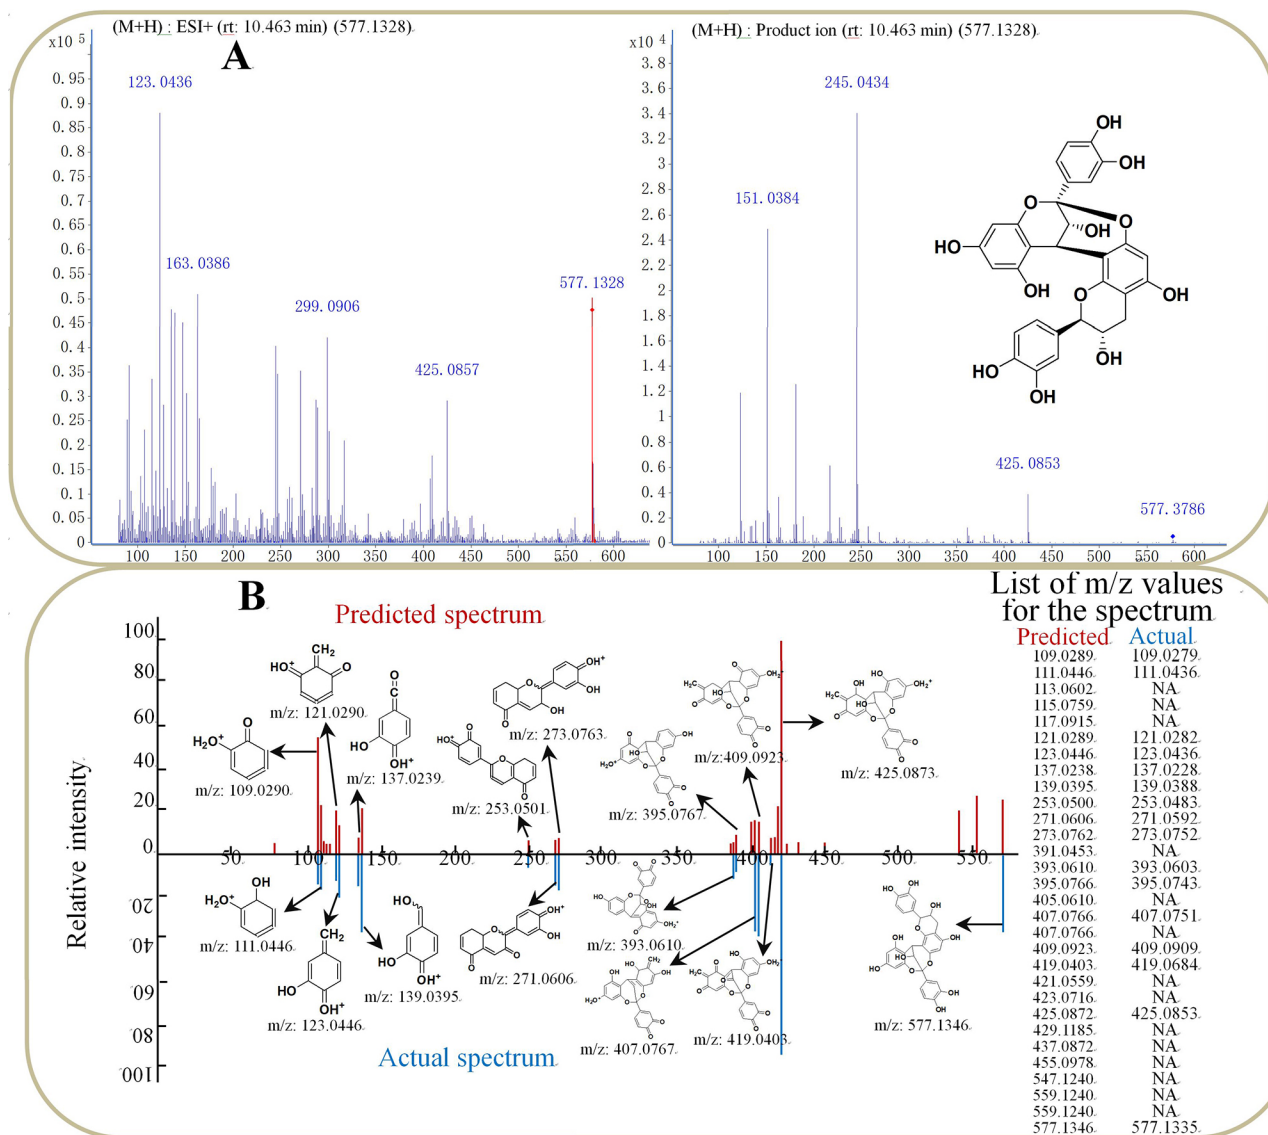 (M+H) : ESI+ (rt: 10.463 min) (577.1328)
A
x10 5
0.95
0.9
0.85
0.8
0.75
0.7
0.65
0.6
0.55
0.5
0.45
0.4
0.35
0.3
0.25
0.2
0.15
0.1
0.05
0
123.0436
163.0386
299.0906
425.0857
577.1328
100 150 200 250 300 350 400 450 500 550 600
(M+H) : Product ion (rt: 10.463 min) (577.1328)
x10 4
3.8
3.6
3.4
3.2
3
2.8
2.6
2.4
2.2
2
1.8
1.6
1.4
1.2
1
0.8
0.6
0.4
0.2
0
245.0434
151.0384
425.0853
577.3786
100 150 200 250 300 350 400 450 500 550 600
OH
OH
O
O
OH
HO
OH
O
OH
OH
HO
OH
B
Predicted spectrum
Relative intensity
100
80
60
40
20
0
20
40
60
80
100
50 100 150 200 250 300 350 400 450 500 550
m/z: 109.0290
m/z: 121.0290
m/z: 137.0239
m/z: 253.0501
m/z: 273.0763
m/z: 395.0767
m/z:409.0923
m/z: 425.0873
m/z: 111.0446
m/z: 123.0446
m/z: 139.0395
m/z: 271.0606
m/z: 393.0610
m/z: 407.0767
m/z: 419.0403
m/z: 577.1346
Actual spectrum
List of m/z values
for the spectrum
Predicted Actual
109.0289 109.0279
111.0446 111.0436
113.0602 NA
115.0759 NA
117.0915 NA
121.0289 121.0282
123.0446 123.0436
137.0238 137.0228
139.0395 139.0388
253.0500 253.0483
271.0606 271.0592
273.0762 273.0752
391.0453 NA
393.0610 393.0603
395.0766 395.0743
405.0610 NA
407.0766 407.0751
407.0766 NA
409.0923 409.0909
419.0403 419.0684
421.0559 NA
423.0716 NA
425.0872 425.0853
429.1185 NA
437.0872 NA
455.0978 NA
547.1240 NA
559.1240 NA
559.1240 NA
577.1346 577.1335